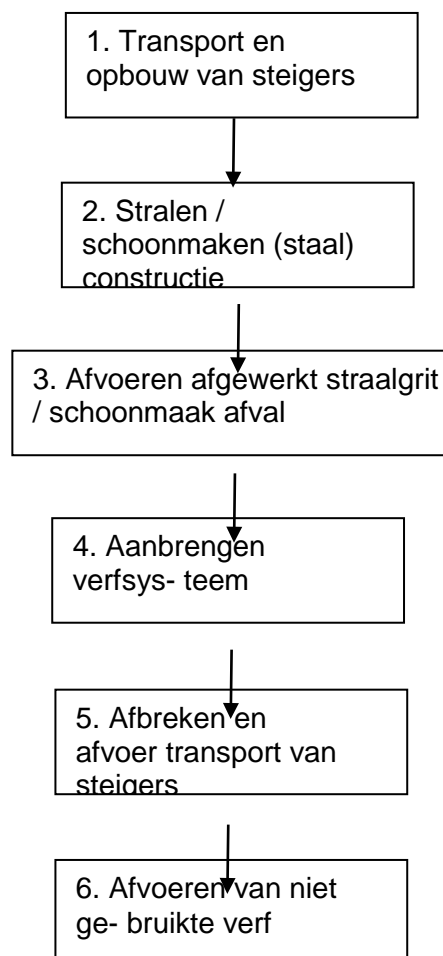 1. Transport en
opbouw van steigers
2. Stralen /
schoonmaken (staal)
constructie
3. Afvoeren afgewerkt straalgrit
/ schoonmaak afval
4. Aanbrengen
verfsys- teem
5. Afbreken en
afvoer transport van
steigers
6. Afvoeren van niet
ge- bruikte verf